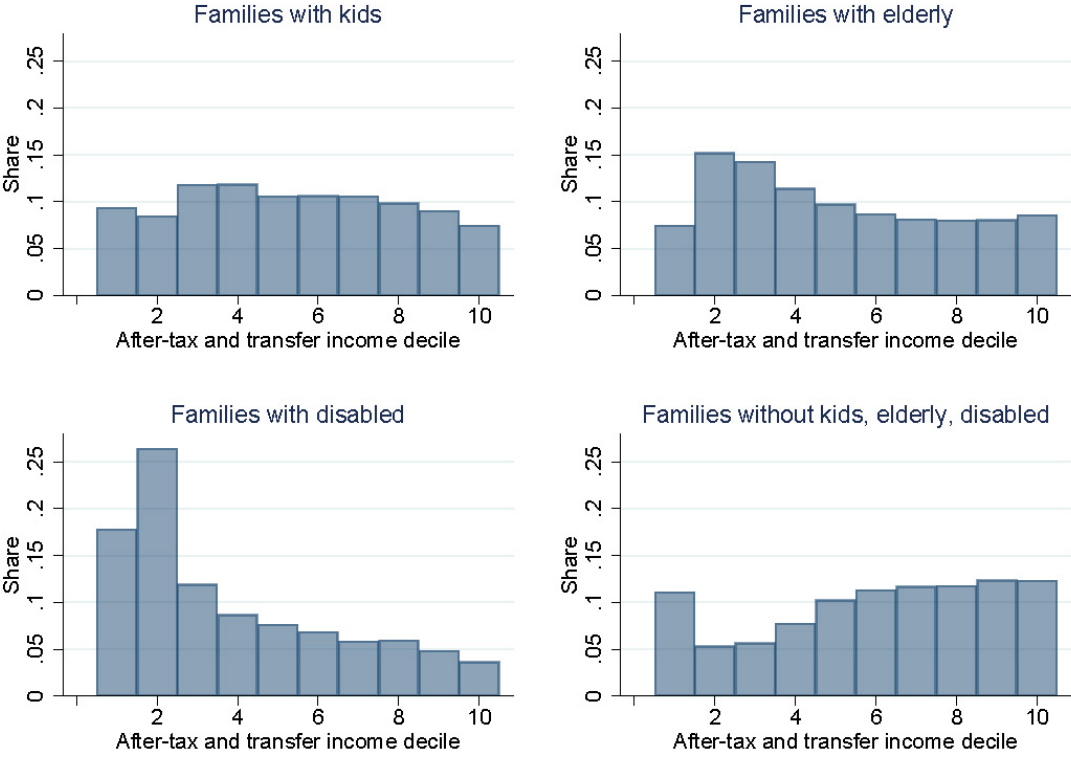 Families with kids
Share
.25
.2
.15
.1
.05
0
2 4 6 8 10
After-tax and transfer income decile
Families with elderly
Share
.25
.2
.15
.1
.05
0
2 4 6 8 10
After-tax and transfer income decile
Families with disabled
Share
.25
.2
.15
.1
.05
0
2 4 6 8 10
After-tax and transfer income decile
Families without kids, elderly, disabled
Share
.25
.2
.15
.1
.05
0
2 4 6 8 10
After-tax and transfer income decile